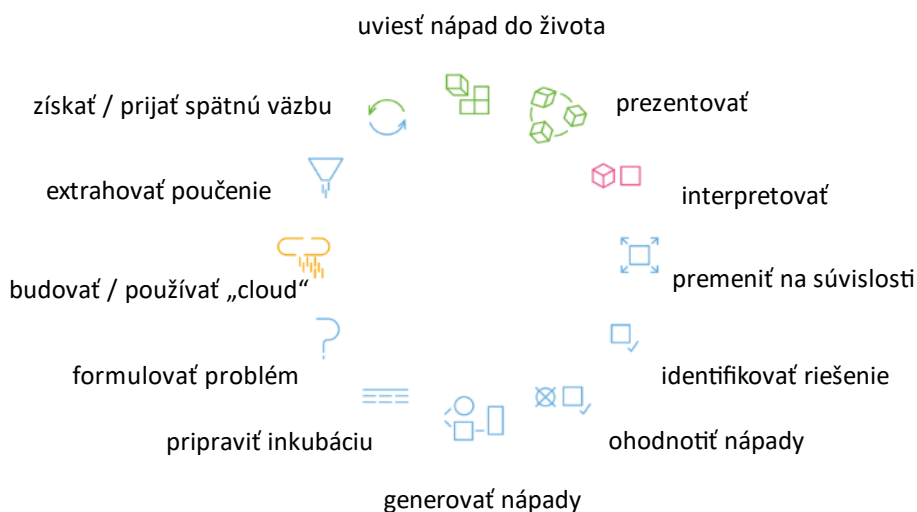 uviesť nápad do života
získať / prijať spätnú väzbu
prezentovať
extrahovať poučenie
interpretovať
budovať / používať „cloud“
premeniť na súvislosti
formulovať problém
identifikovať riešenie
pripraviť inkubáciu
ohodnotiť nápady
generovať nápady